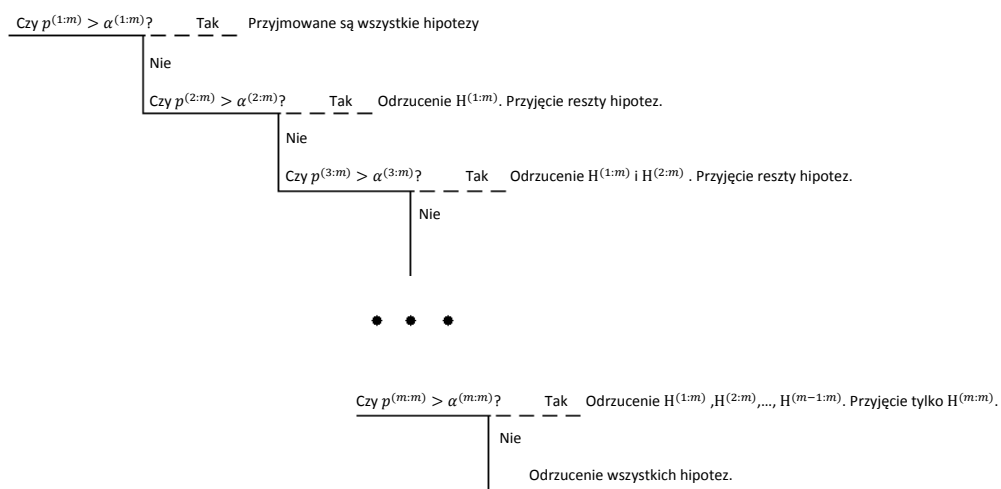 Czy p^(1:m) > α^(1:m)? Tak Przyjmowane są wszystkie hipotezy
Nie
Czy p^(2:m) > α^(2:m)? Tak Odrzucenie H^(1:m). Przyjęcie reszty hipotez.
Nie
Czy p^(3:m) > α^(3:m)? Tak Odrzucenie H^(1:m) i H^(2:m) . Przyjęcie reszty hipotez.
Nie
Czy p^(m:m) > α^(m:m)? Tak Odrzucenie H^(1:m) ,H^(2:m),..., H^(m−1:m). Przyjęcie tylko H^(m:m).
Nie
Odrzucenie wszystkich hipotez.